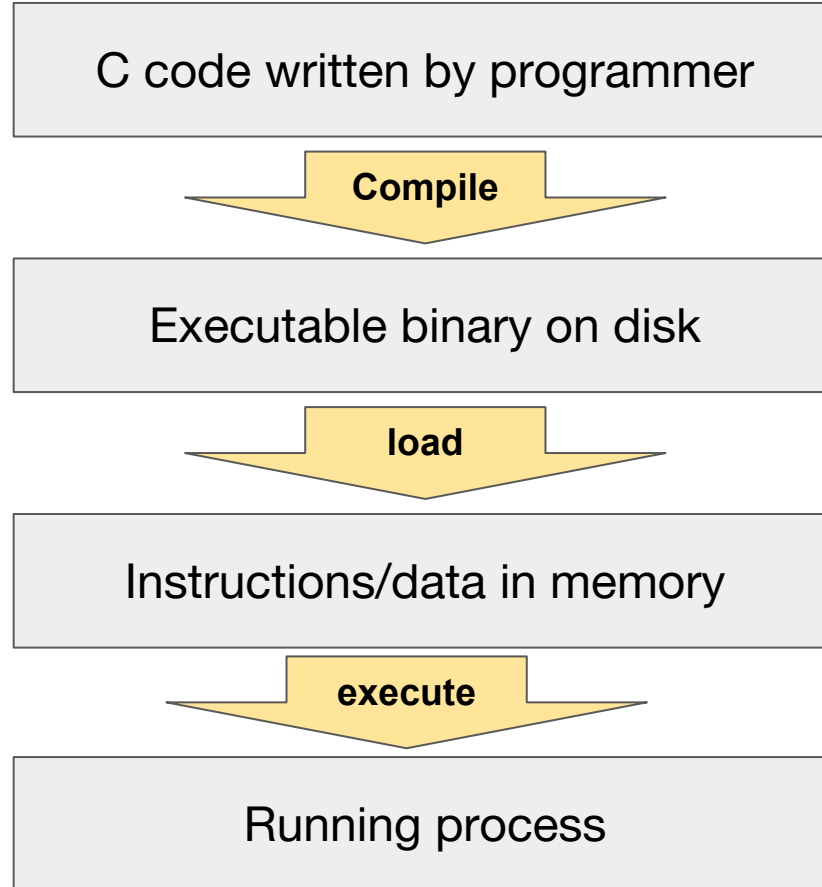 C code written by programmer
Compile
Executable binary on disk
load
Instructions/data in memory
execute
Running process